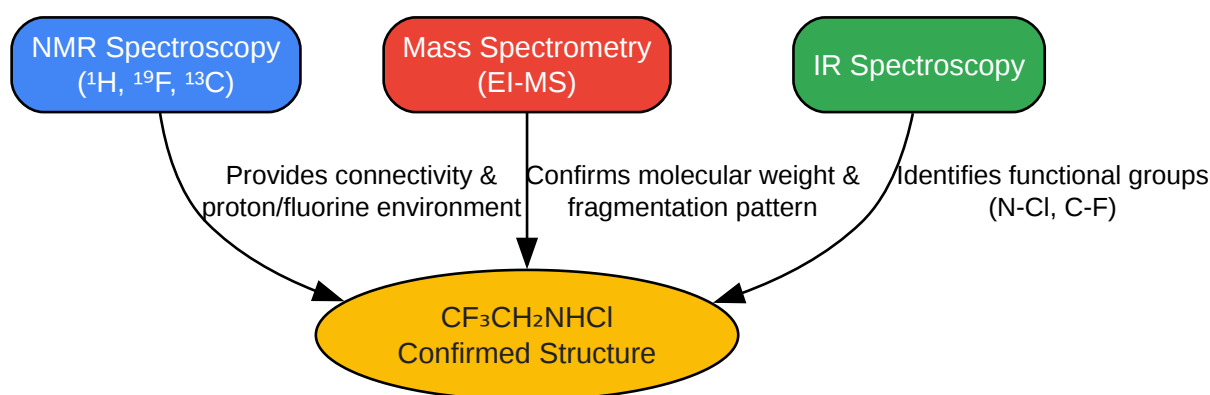 NMR Spectroscopy
(¹H, ¹⁹F, ¹³C)
Mass Spectrometry
(EI-MS)
IR Spectroscopy
Provides connectivity &
proton/fluorine environment
Confirms molecular weight &
fragmentation pattern
Identifies functional groups
(N-Cl, C-F)
CF₃CH₂NHCl
Confirmed Structure